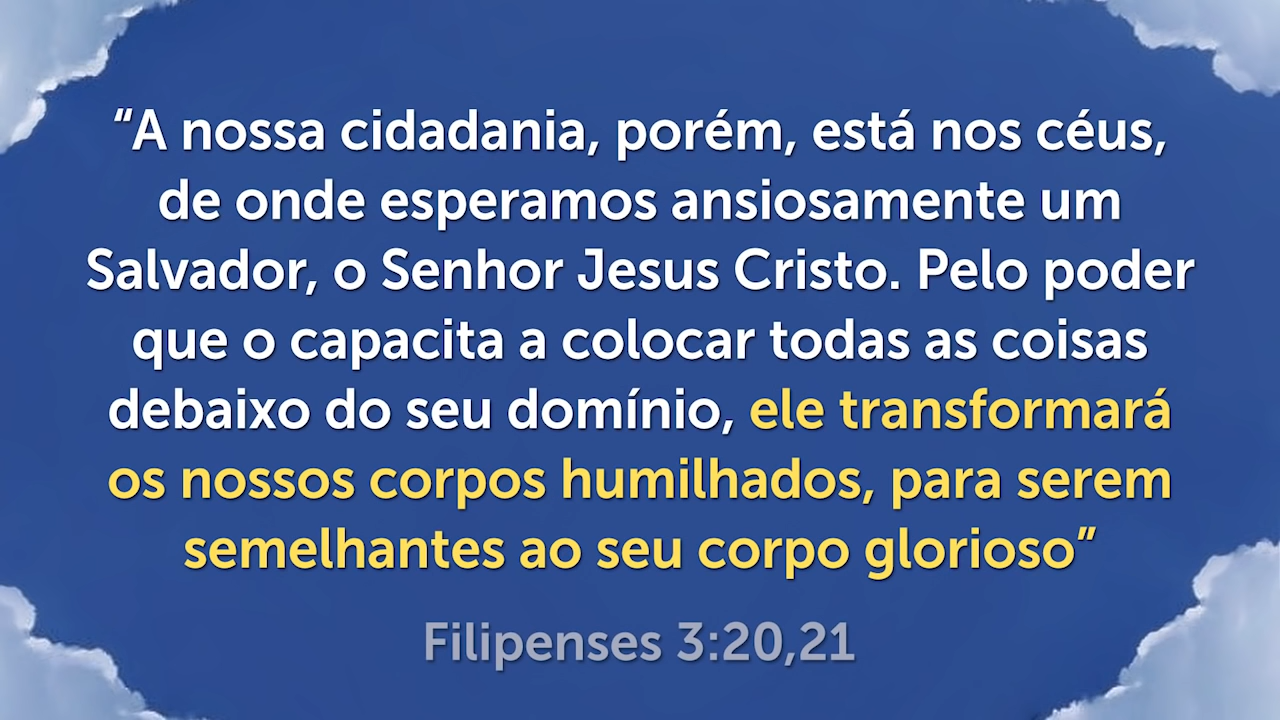 “A nossa cidadania, porém, está nos céus,
de onde esperamos ansiosamente um
Salvador, o Senhor Jesus Cristo. Pelo poder
que o capacita a colocar todas as coisas
debaixo do seu domínio, ele transformará
os nossos corpos humilhados, para serem
semelhantes ao seu corpo glorioso”
Filipenses 3:20,21